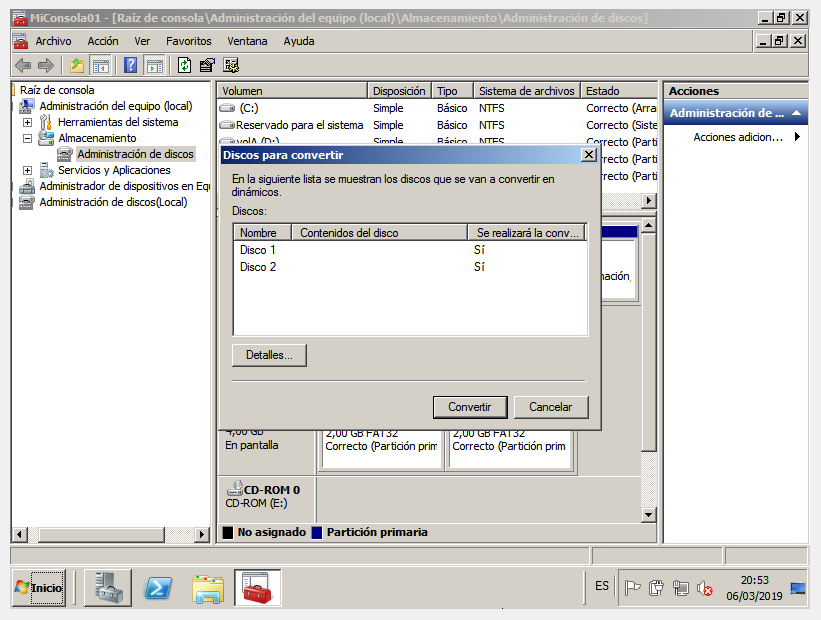 MiConsola01 - [Raíz de consola\Administración del equipo (local)\Almacenamiento\Administración de discos]
Archivo Acción Ver Favoritos Ventana Ayuda
Raíz de consola
Administración del equipo (local)
Herramientas del sistema
Almacenamiento
Administración de discos
Servicios y Aplicaciones
Administrador de dispositivos en Equ
Administración de discos(Local)
Volumen Disposición Tipo Sistema de archivos Estado
(C:) Simple Básico NTFS Correcto (Arra
Reservado para el sistema Simple Básico NTFS Correcto (Siste
volA (D:) Simple Básico NTFS Correcto (Parti
recto (Parti
recto (Parti
Discos para convertir
En la siguiente lista se muestran los discos que se van a convertir en
dinámicos.
Discos:
Nombre Contenidos del disco Se realizará la conv...
Disco 1 Sí
Disco 2 Sí
Detalles...
Convertir Cancelar
mación,
4,00 GB
En pantalla
2,00 GB FAT32
Correcto (Partición prim
2,00 GB FAT32
Correcto (Partición prim
CD-ROM 0
CD-ROM (E:)
No asignado Partición primaria
Acciones
Administración de ...
Acciones adicion...
Inicio
ES
20:53
06/03/2019